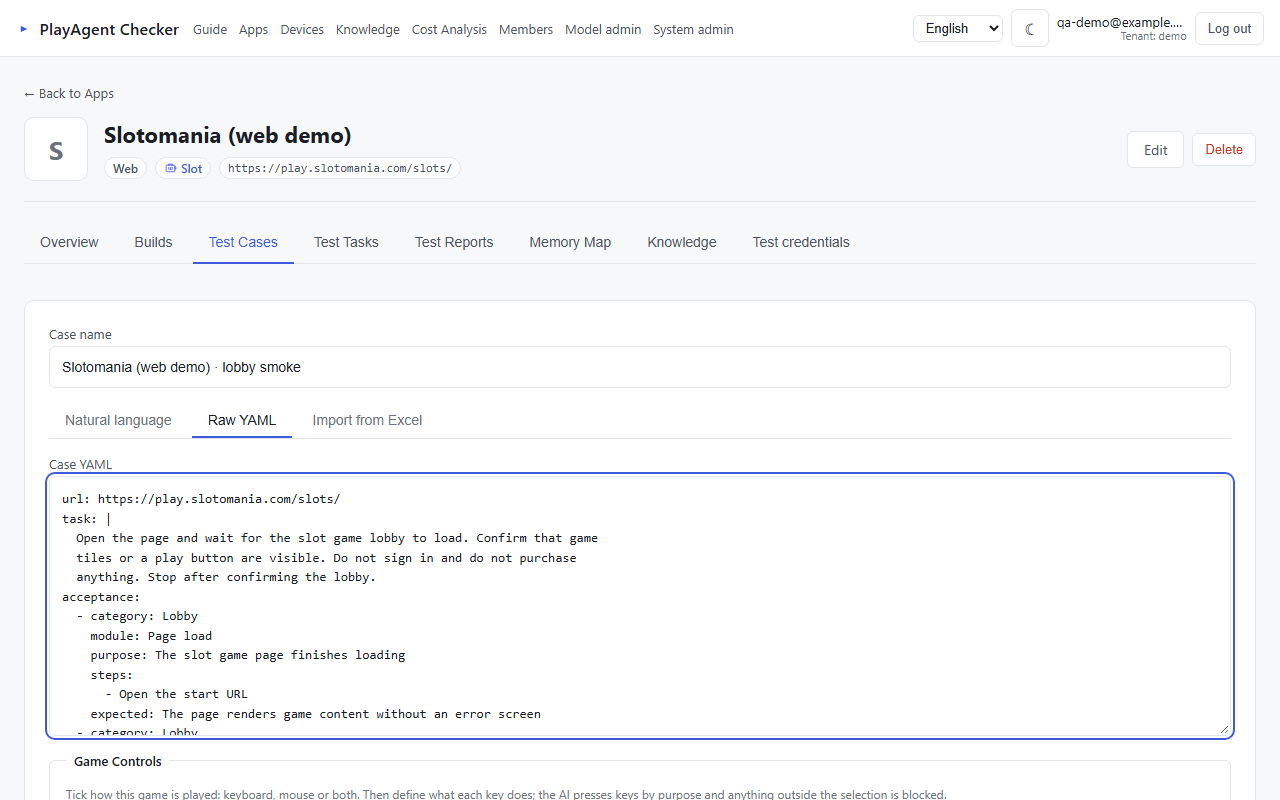 PlayAgent Checker
Guide
Apps
Devices
Knowledge
Cost Analysis
Members
Model admin
System admin
English
qa-demo@example....
Tenant: demo
Log out
← Back to Apps
S
Slotomania (web demo)
Web
Slot
https://play.slotomania.com/slots/
Edit
Delete
Overview
Builds
Test Cases
Test Tasks
Test Reports
Memory Map
Knowledge
Test credentials
Case name
Slotomania (web demo) · lobby smoke
Natural language
Raw YAML
Import from Excel
Case YAML
url: https://play.slotomania.com/slots/
task: |
Open the page and wait for the slot game lobby to load. Confirm that game
tiles or a play button are visible. Do not sign in and do not purchase
anything. Stop after confirming the lobby.
acceptance:
- category: Lobby
module: Page load
purpose: The slot game page finishes loading
steps:
- Open the start URL
expected: The page renders game content without an error screen
- category: Lobby
Game Controls
Tick how this game is played: keyboard, mouse or both. Then define what each key does; the AI presses keys by purpose and anything outside the selection is blocked.